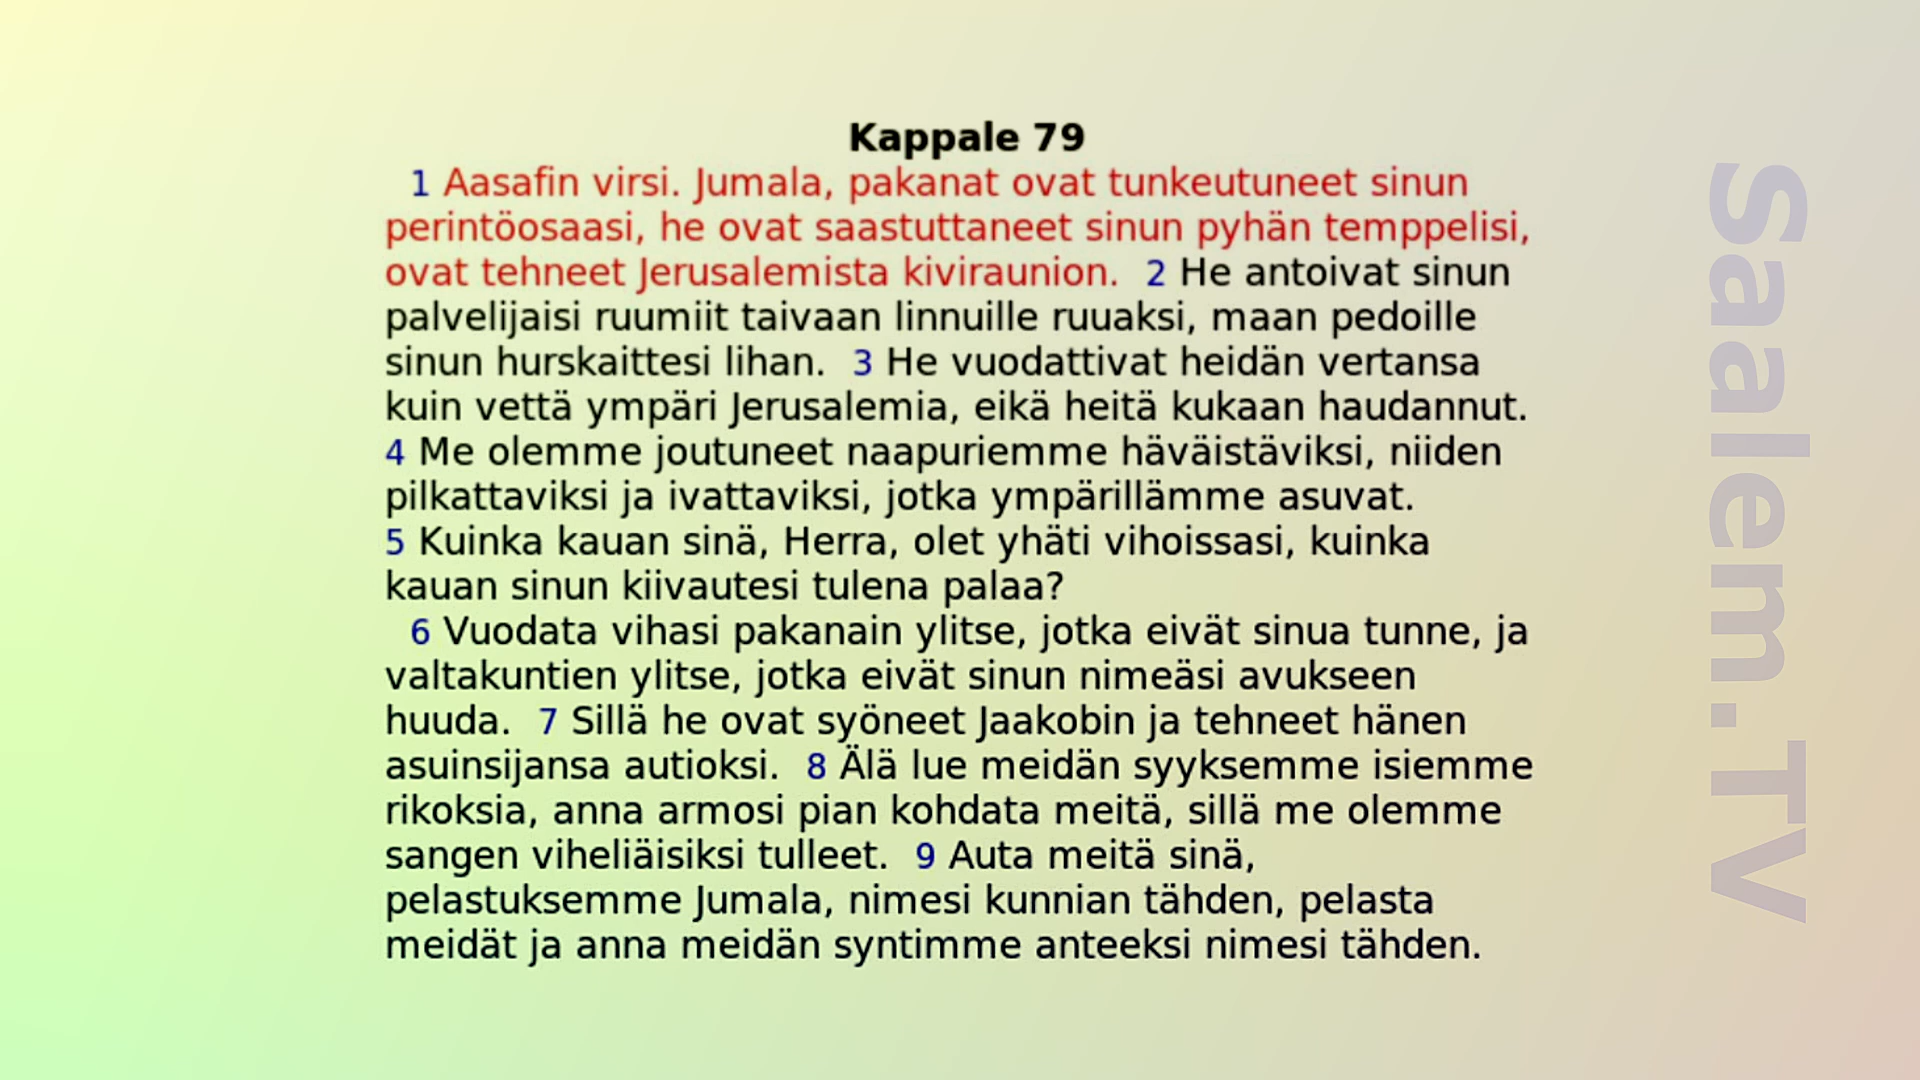 Kappale 79
1 Aasafin virsi. Jumala, pakanat ovat tunkeutuneet sinun
perintöosaasi, he ovat saastuttaneet sinun pyhän temppelisi,
ovat tehneet Jerusalemista kiviraunion. 2 He antoivat sinun
palvelijaisi ruumiit taivaan linnuille ruuaksi, maan pedoille
sinun hurskaittesi lihan. 3 He vuodattivat heidän vertansa
kuin vettä ympäri Jerusalemia, eikä heitä kukaan haudannut.
4 Me olemme joutuneet naapuriemme häväistäviksi, niiden
pilkattaviksi ja ivattaviksi, jotka ympärillämme asuvat.
5 Kuinka kauan sinä, Herra, olet yhäti vihoissasi, kuinka
kauan sinun kiivautesi tulena palaa?
6 Vuodata vihasi pakanain ylitse, jotka eivät sinua tunne, ja
valtakuntien ylitse, jotka eivät sinun nimeäsi avukseen
huuda. 7 Sillä he ovat syöneet Jaakobin ja tehneet hänen
asuinsijansa autioksi. 8 Älä lue meidän syyksemme isiemme
rikoksia, anna armosi pian kohdata meitä, sillä me olemme
sangen viheliäisiksi tulleet. 9 Auta meitä sinä,
pelastuksemme Jumala, nimesi kunnian tähden, pelasta
meidät ja anna meidän syntimme anteeksi nimesi tähden.
Saalem.TV